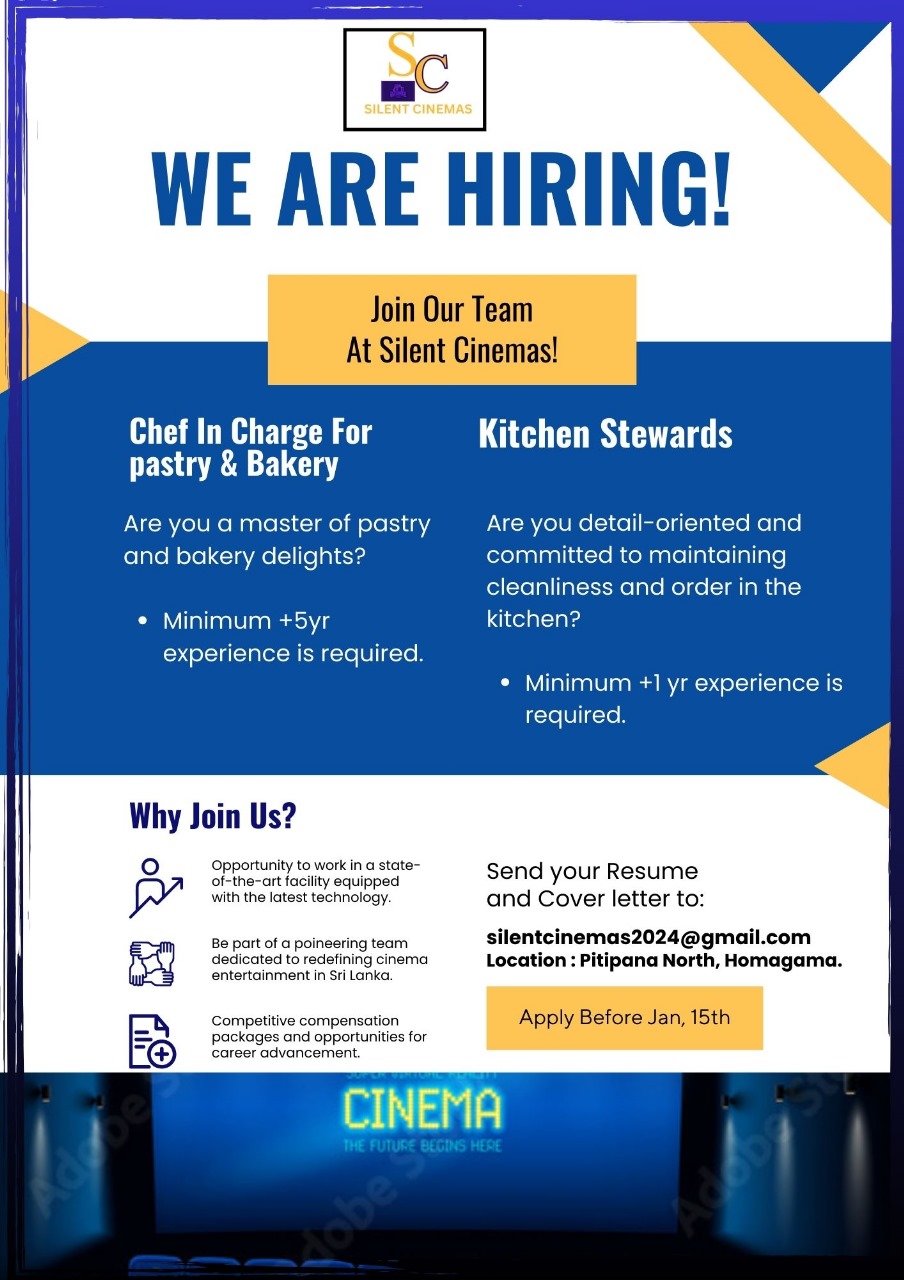 SC
SILENT CINEMAS
WE ARE HIRING!
Join Our Team
At Silent Cinemas!
Chef In Charge For
pastry & Bakery
Are you a master of pastry
and bakery delights?
• Minimum +5yr
experience is required.
Kitchen Stewards
Are you detail-oriented and
committed to maintaining
cleanliness and order in the
kitchen?
• Minimum +1 yr experience is
required.
Why Join Us?
Opportunity to work in a state-
of-the-art facility equipped
with the latest technology.
Be part of a poineering team
dedicated to redefining cinema
entertainment in Sri Lanka.
Competitive compensation
packages and opportunities for
career advancement.
Send your Resume
and Cover letter to:
silentcinemas2024@gmail.com
Location : Pitipana North, Homagama.
Apply Before Jan, 15th
CINEMA
THE FUTURE BEGINS HERE